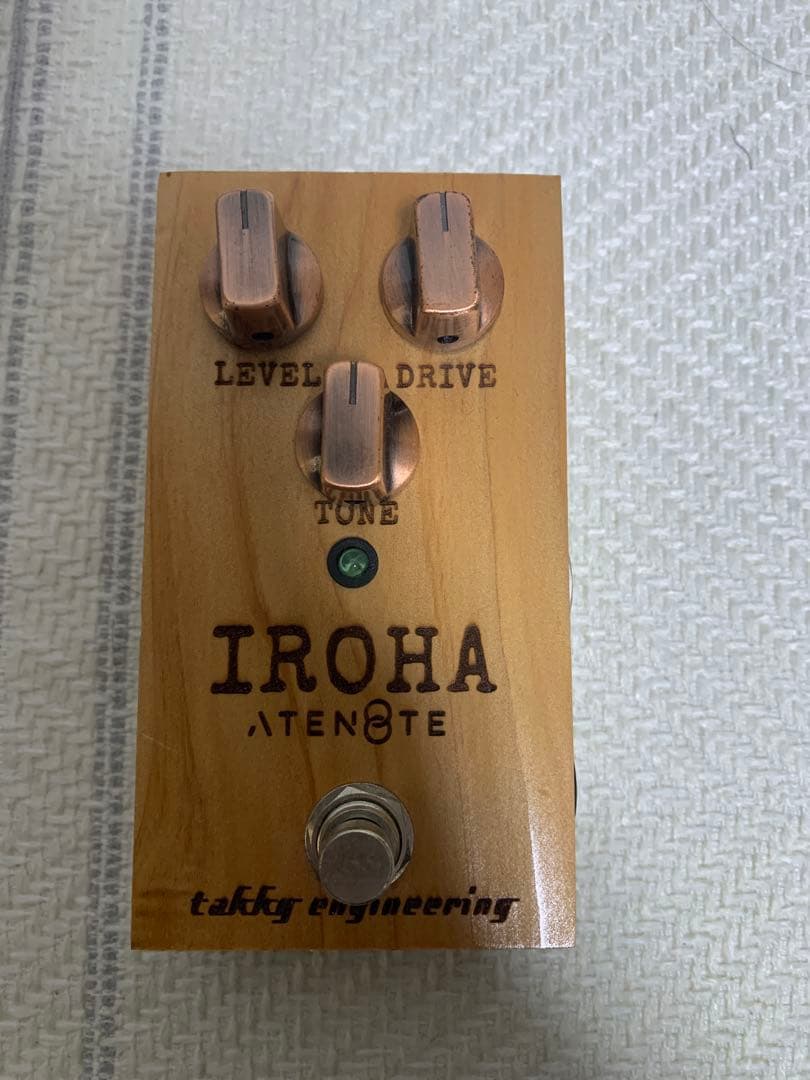 LEVEL DRIVE
TONE
IROHA
ATEN8TE
takky engineering